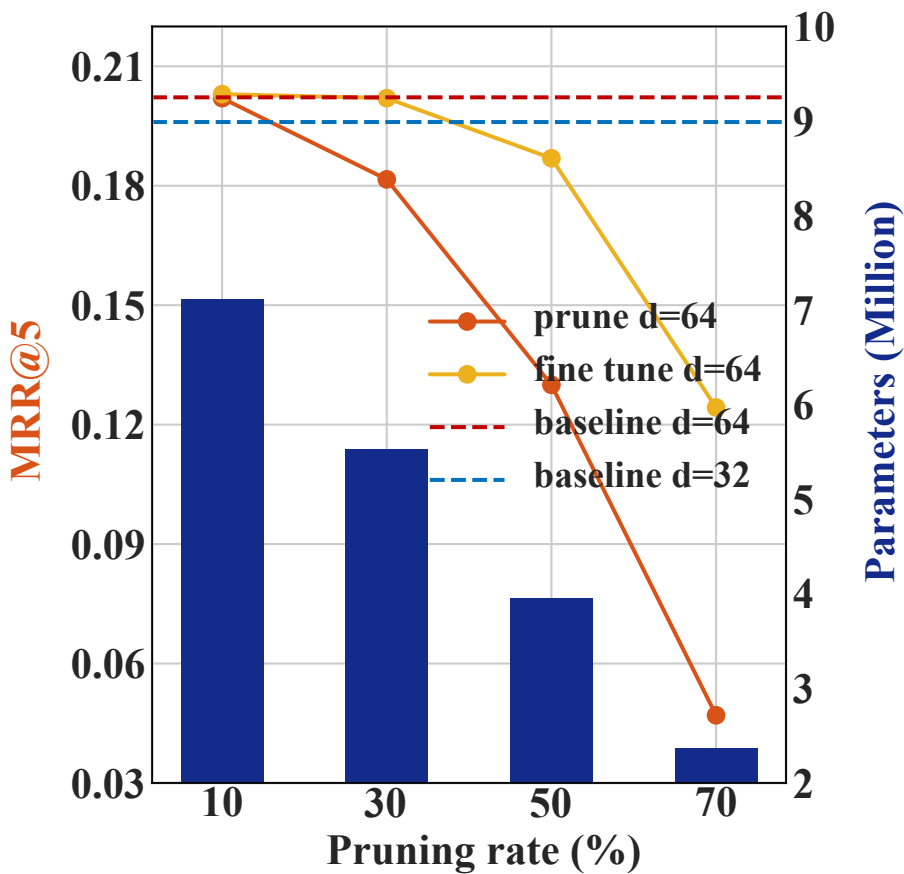 0.21
0.18
0.15
0.12
0.09
0.06
0.03
MRR@5
10
9
8
7
6
5
4
3
2
Parameters (Million)
prune d=64
fine tune d=64
baseline d=64
baseline d=32
10 30 50 70
Pruning rate (%)